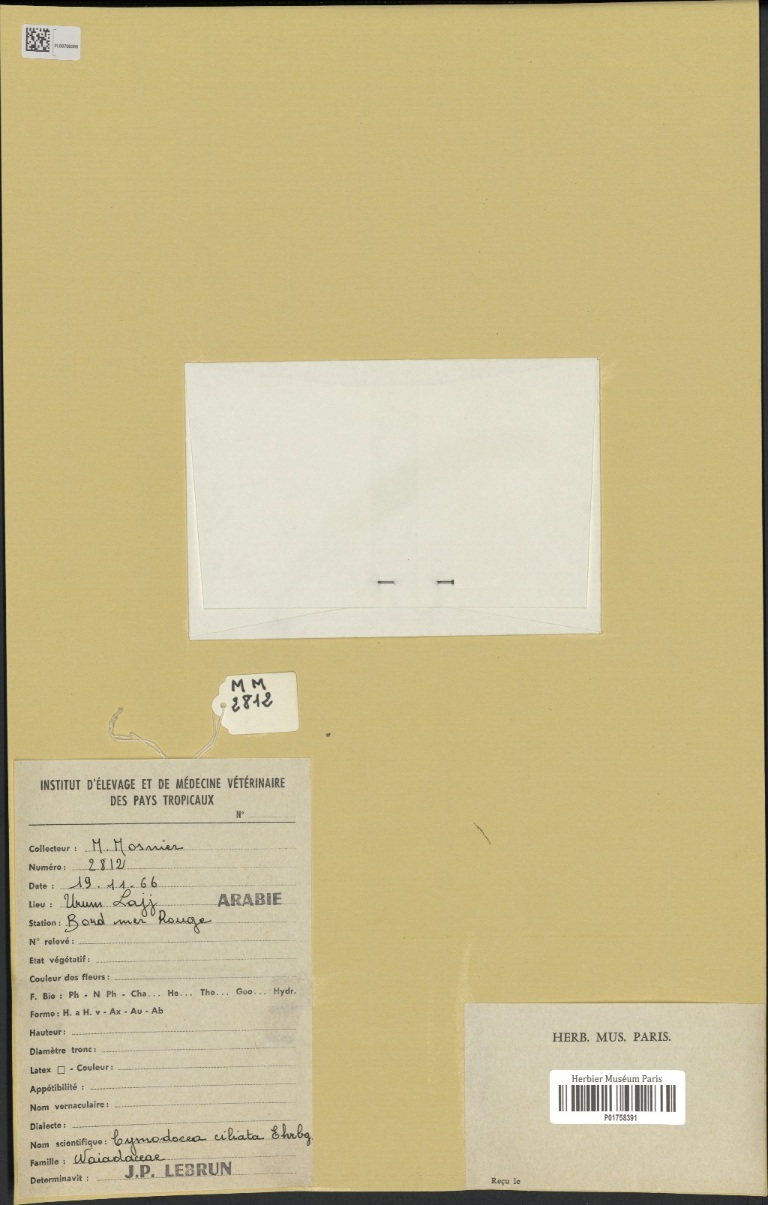 M M
2812
INSTITUT D'ÉLEVAGE ET DE MÉDECINE VÉTÉRINAIRE
DES PAYS TROPICAUX
N°
Collecteur : M. Mosnier
Numéro : 2812
Date : 19.11.66
Lieu : Umm Lajj ARABIE
Station : Bord mer Rouge
N° relevé :
Etat végétatif :
Couleur des fleurs :
F. Bio : Ph - N Ph - Cha... He... The... Geo... Hydr.
Forme : H. a H. v - Ax - Au - Ab
Hauteur :
Diamètre tronc :
Latex □ - Couleur :
Appétibilité :
Nom vernaculaire :
Dialecte :
Nom scientifique : Cymodocea ciliata Ehrbg
Famille : Naiadaceae
Determinavit : J.P. LEBRUN
HERB. MUS. PARIS.
Herbier Muséum Paris
P01758391
Reçu le